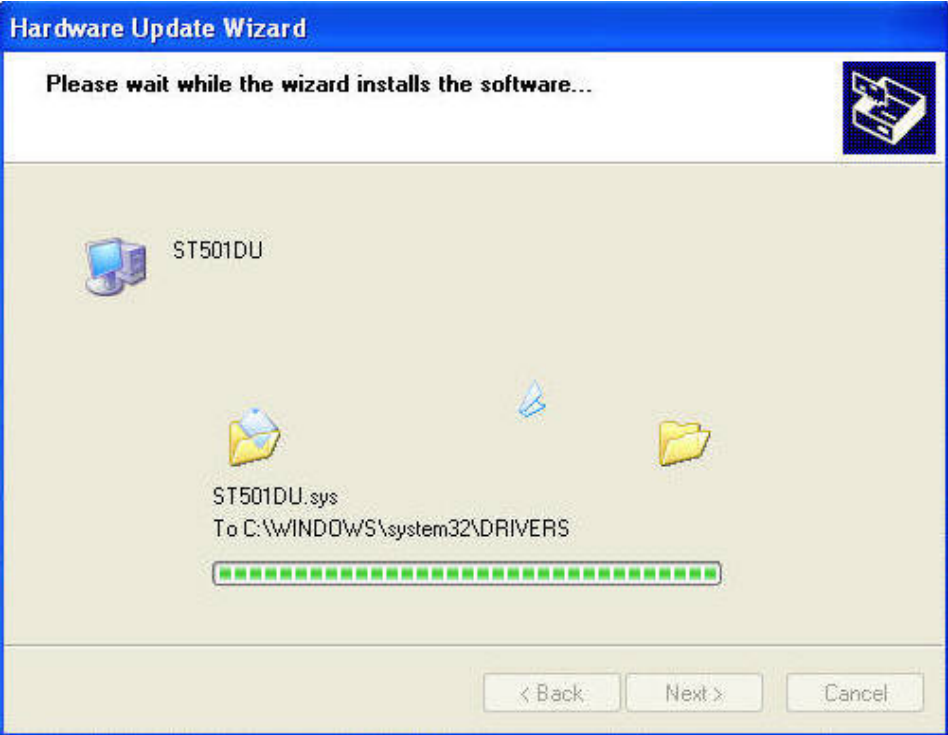 Hardware Update Wizard
Please wait while the wizard installs the software...
ST501DU
ST501DU.sys
To C:\WINDOWS\system32\DRIVERS
< Back
Next >
Cancel